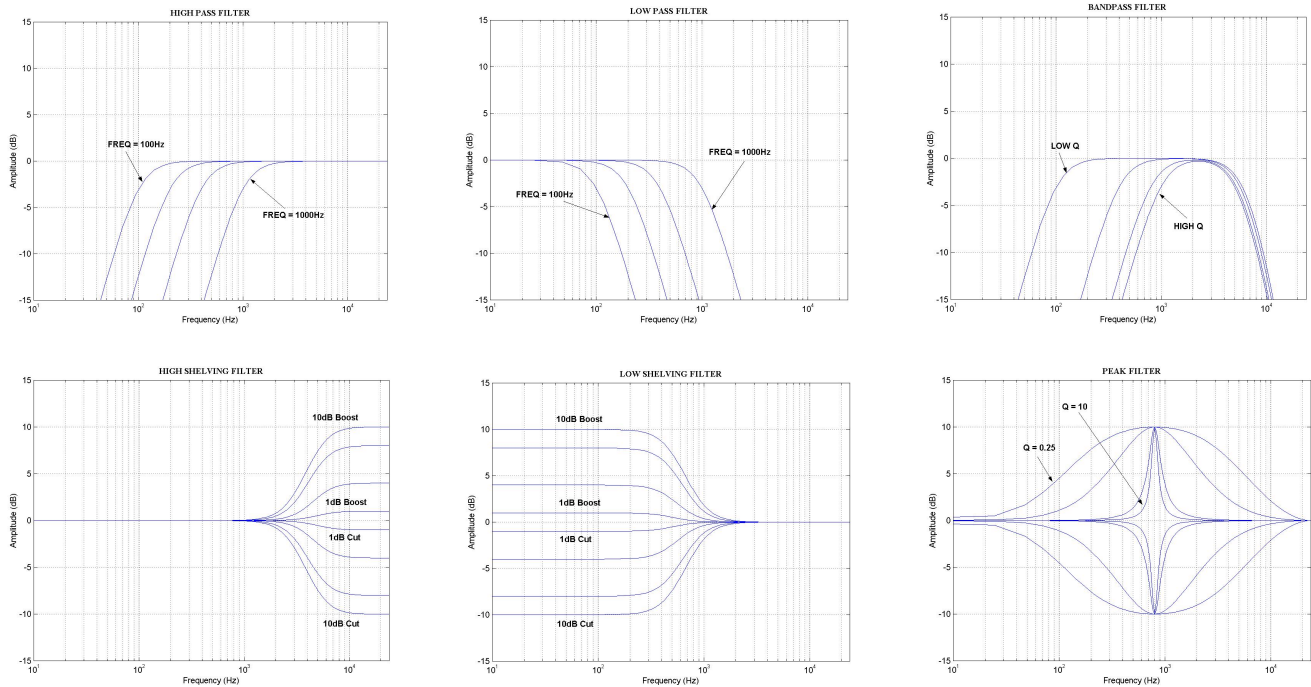 HIGH PASS FILTER
15
10
5
0
-5
-10
-15
Amplitude (dB)
FREQ = 100Hz
FREQ = 1000Hz
10¹
10²
10³
10⁴
Frequency (Hz)
LOW PASS FILTER
15
10
5
0
-5
-10
-15
Amplitude (dB)
FREQ = 1000Hz
FREQ = 100Hz
10¹
10²
10³
10⁴
Frequency (Hz)
BANDPASS FILTER
15
10
5
0
-5
-10
-15
Amplitude (dB)
LOW Q
HIGH Q
10¹
10²
10³
10⁴
Frequency (Hz)
HIGH SHELVING FILTER
15
10
5
0
-5
-10
-15
Amplitude (dB)
10dB Boost
1dB Boost
1dB Cut
10dB Cut
10¹
10²
10³
10⁴
Frequency (Hz)
LOW SHELVING FILTER
15
10
5
0
-5
-10
-15
Amplitude (dB)
10dB Boost
1dB Boost
1dB Cut
10dB Cut
10¹
10²
10³
10⁴
Frequency (Hz)
PEAK FILTER
15
10
5
0
-5
-10
-15
Amplitude (dB)
Q = 10
Q = 0.25
10¹
10²
10³
10⁴
Frequency (Hz)